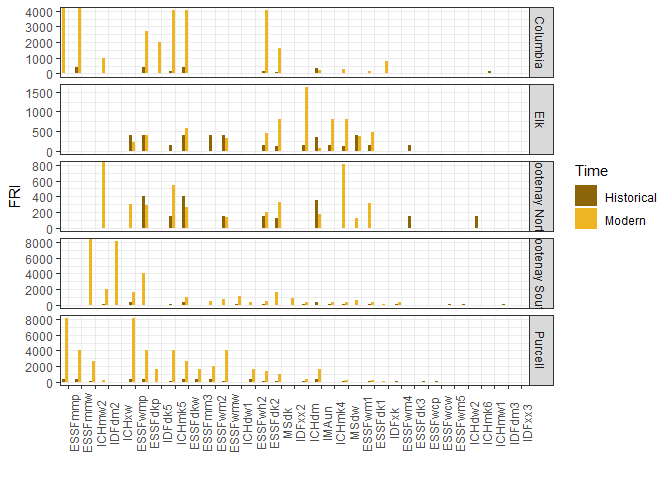 4000
3000
2000
1000
0
Columbia
1500
1000
500
0
Elk
800
600
400
200
0
ootenay Nor
8000
6000
4000
2000
0
ootenay Sou
8000
6000
4000
2000
0
Purcell
FRI
ESSFmmp
ESSFmmw
ICHmw2
IDFdm2
ICHxw
ESSFwmp
ESSFdkp
IDFdk5
ICHmk5
ESSFdkw
ESSFmm3
ESSFwm2
ESSFwmw
ICHdw1
ESSFwh2
ESSFdk2
MSdk
IDFxx2
ICHdm
IMAun
ICHmk4
MSdw
ESSFwm1
ESSFdk1
IDFxk
ESSFwm4
ESSFdk3
ESSFwcp
ESSFwcw
ESSFwm5
ICHdw2
ICHmk6
ICHmw1
IDFdm3
IDFxx3
Time
Historical
Modern